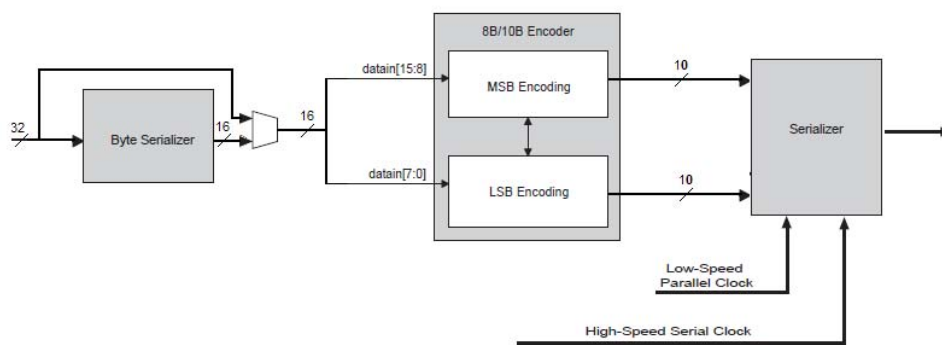 8B/10B Encoder
32
Byte Serializer
16
16
datain[15:8]
MSB Encoding
10
Serializer
datain[7:0]
LSB Encoding
10
Low-Speed
Parallel Clock
High-Speed Serial Clock